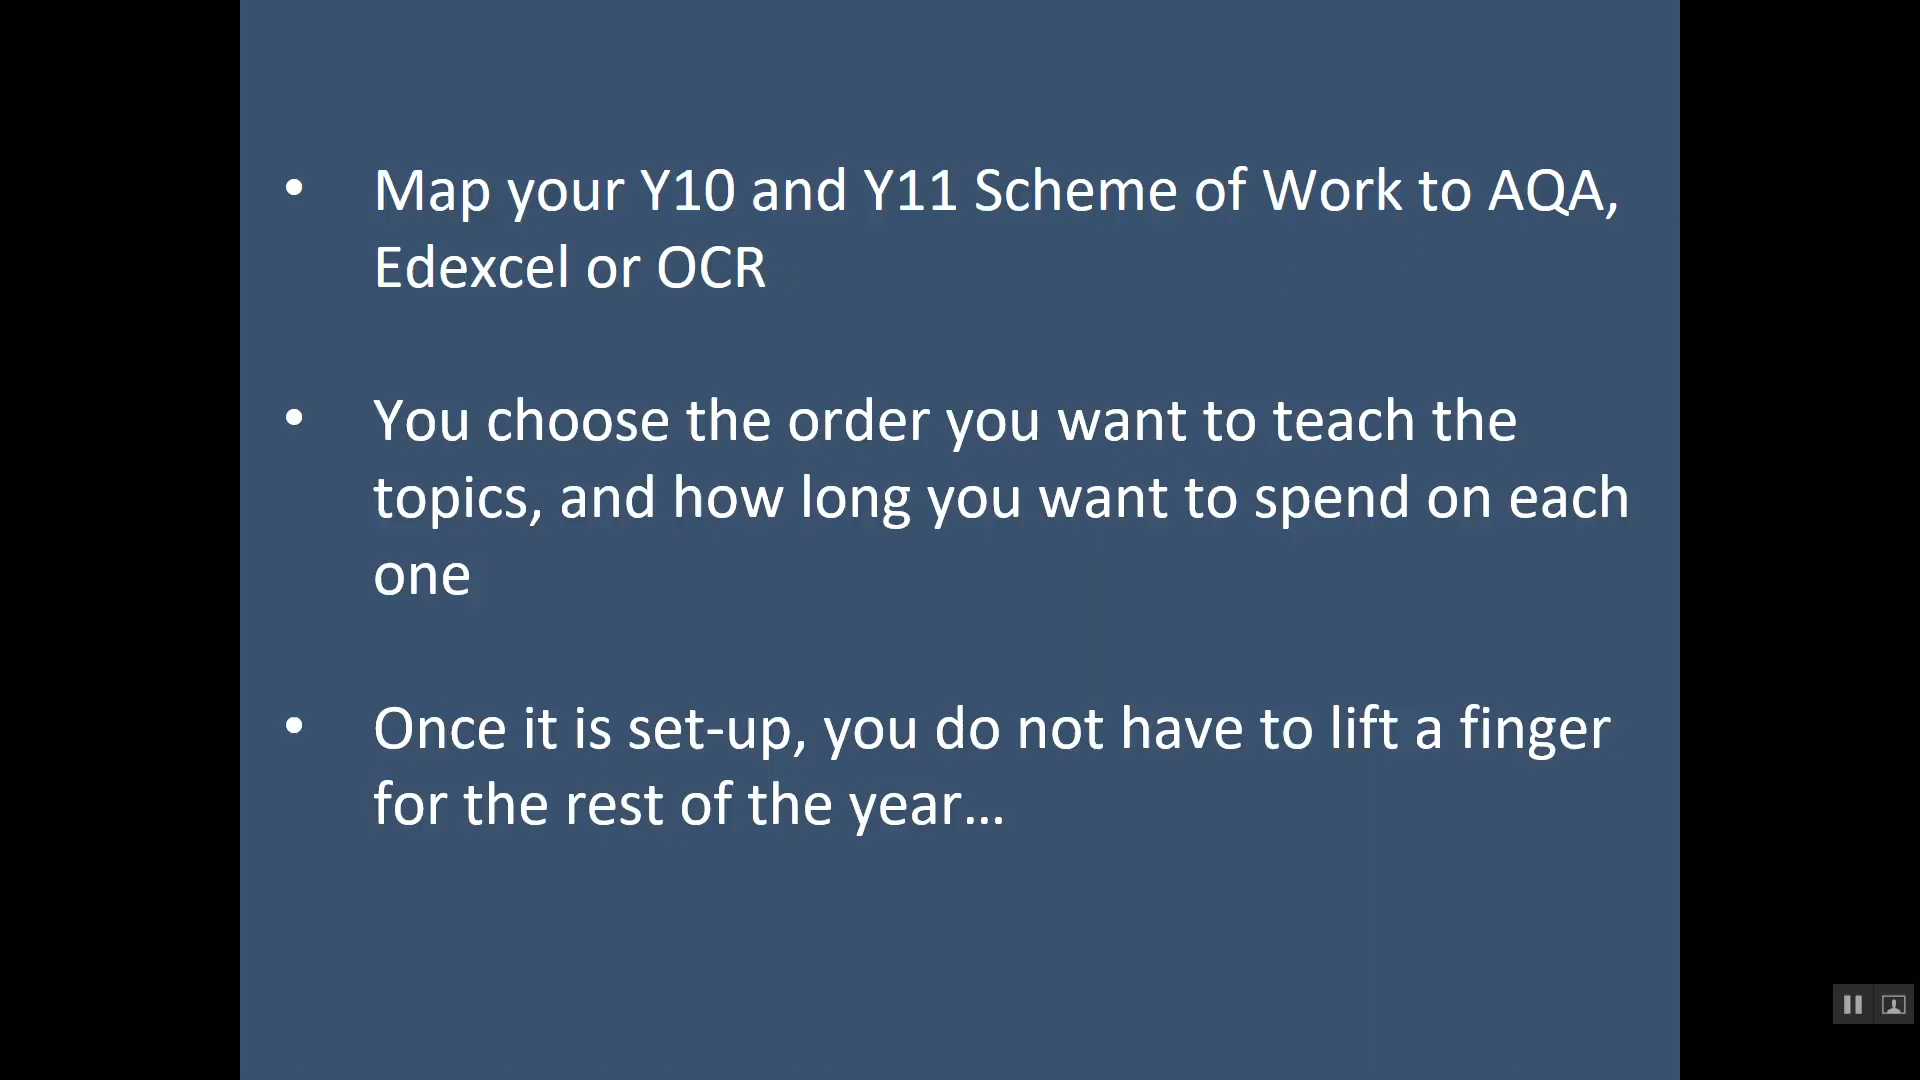 • Map your Y10 and Y11 Scheme of Work to AQA,
Edexcel or OCR
• You choose the order you want to teach the
topics, and how long you want to spend on each
one
• Once it is set-up, you do not have to lift a finger
for the rest of the year…